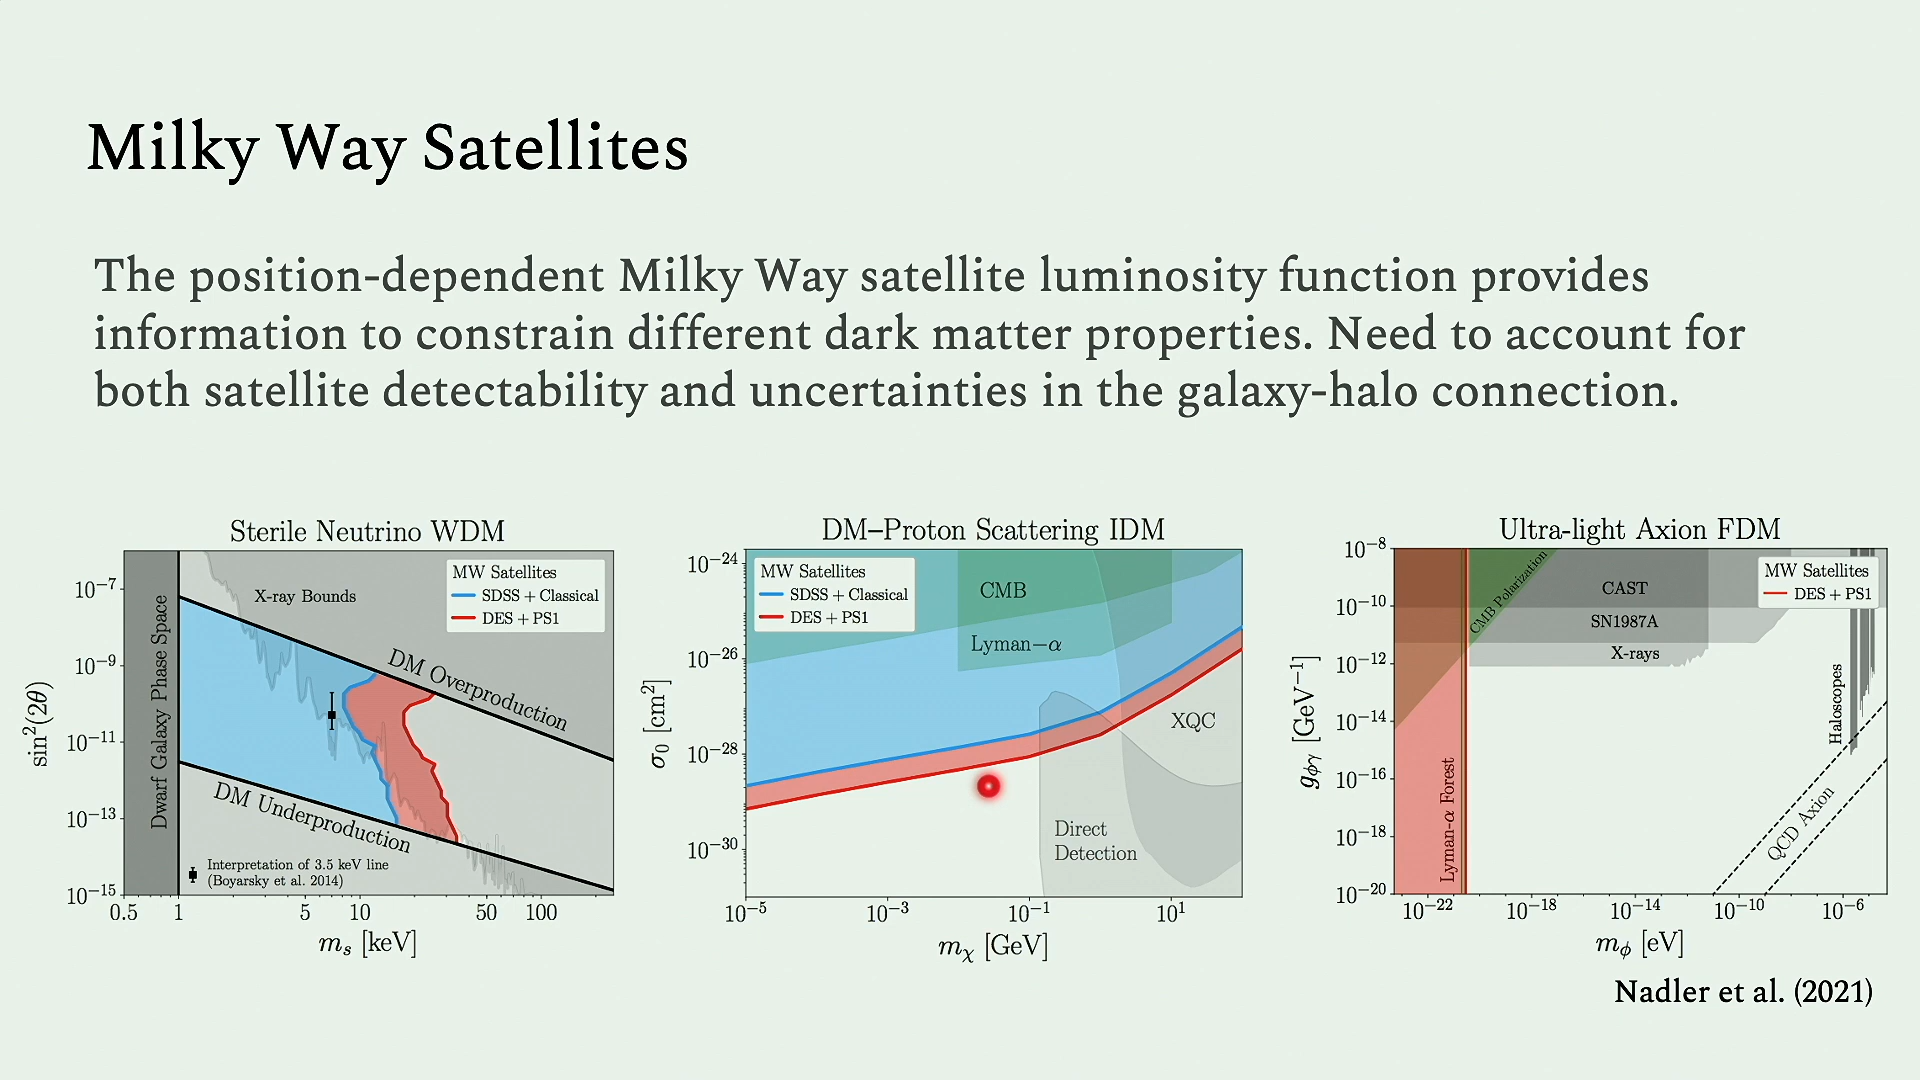 Milky Way Satellites
The position-dependent Milky Way satellite luminosity function provides
information to constrain different dark matter properties. Need to account for
both satellite detectability and uncertainties in the galaxy-halo connection.
Sterile Neutrino WDM
MW Satellites
SDSS + Classical
DES + PS1
X-ray Bounds
Dwarf Galaxy Phase Space
DM Overproduction
DM Underproduction
Interpretation of 3.5 keV line
(Boyarsky et al. 2014)
10⁻⁷
10⁻⁹
10⁻¹¹
10⁻¹³
10⁻¹⁵
sin²(2θ)
0.5 1 5 10 50 100
mₛ [keV]
DM–Proton Scattering IDM
MW Satellites
SDSS + Classical
DES + PS1
CMB
Lyman−α
XQC
Direct
Detection
10⁻²⁴
10⁻²⁶
10⁻²⁸
10⁻³⁰
σ₀ [cm²]
10⁻⁵ 10⁻³ 10⁻¹ 10¹
mᵪ [GeV]
Ultra-light Axion FDM
MW Satellites
DES + PS1
CMB Polarization
CAST
SN1987A
X-rays
Haloscopes
Lyman-α Forest
QCD Axion
10⁻⁸
10⁻¹⁰
10⁻¹²
10⁻¹⁴
10⁻¹⁶
10⁻¹⁸
10⁻²⁰
g_ϕγ [GeV⁻¹]
10⁻²² 10⁻¹⁸ 10⁻¹⁴ 10⁻¹⁰ 10⁻⁶
m_ϕ [eV]
Nadler et al. (2021)